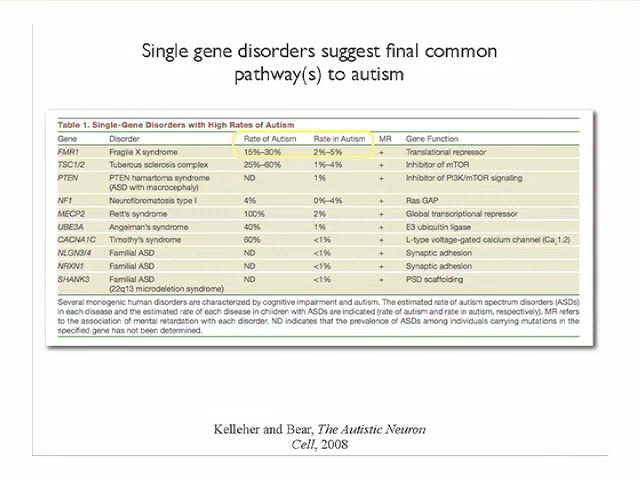 Single gene disorders suggest final common
pathway(s) to autism
Table 1. Single-Gene Disorders with High Rates of Autism
Gene Disorder Rate of Autism Rate in Autism MR Gene Function
FMR1 Fragile X syndrome 15%–30% 2%–5% + Translational repressor
TSC1/2 Tuberous sclerosis complex 25%–60% 1%–4% + Inhibitor of mTOR
PTEN PTEN hamartoma syndrome ND 1% + Inhibitor of PI3K/mTOR signaling
(ASD with macrocephaly)
NF1 Neurofibromatosis type I 4% 0%–4% + Ras GAP
MECP2 Rett's syndrome 100% 2% + Global transcriptional repressor
UBE3A Angelman's syndrome 40% 1% + E3 ubiquitin ligase
CACNA1C Timothy's syndrome 60% <1% + L-type voltage-gated calcium channel (Cav1.2)
NLGN3/4 Familial ASD ND <1% + Synaptic adhesion
NRXN1 Familial ASD ND <1% + Synaptic adhesion
SHANK3 Familial ASD ND <1% + PSD scaffolding
(22q13 microdeletion syndrome)
Several monogenic human disorders are characterized by cognitive impairment and autism. The estimated rate of autism spectrum disorders (ASDs)
in each disease and the estimated rate of each disease in children with ASDs are indicated (rate of autism and rate in autism, respectively). MR refers
to the association of mental retardation with each disorder. ND indicates that the prevalence of ASDs among individuals carrying mutations in the
specified gene has not been determined.
Kelleher and Bear, The Autistic Neuron
Cell, 2008